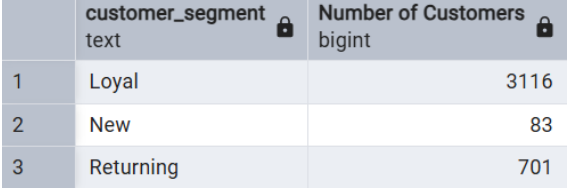 customer_segment Number of Customers
text bigint
1 Loyal 3116
2 New 83
3 Returning 701